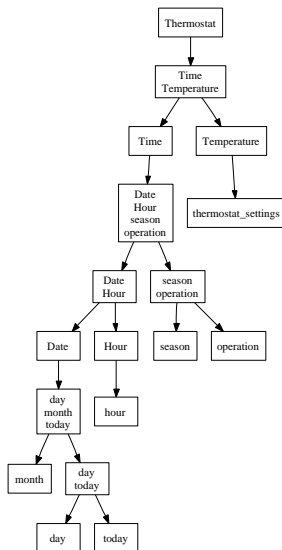 Thermostat
Time
Temperature
Time
Temperature
Date
Hour
season
operation
thermostat_settings
Date
Hour
season
operation
Date
Hour
season
operation
day
month
today
hour
month
day
today
day
today